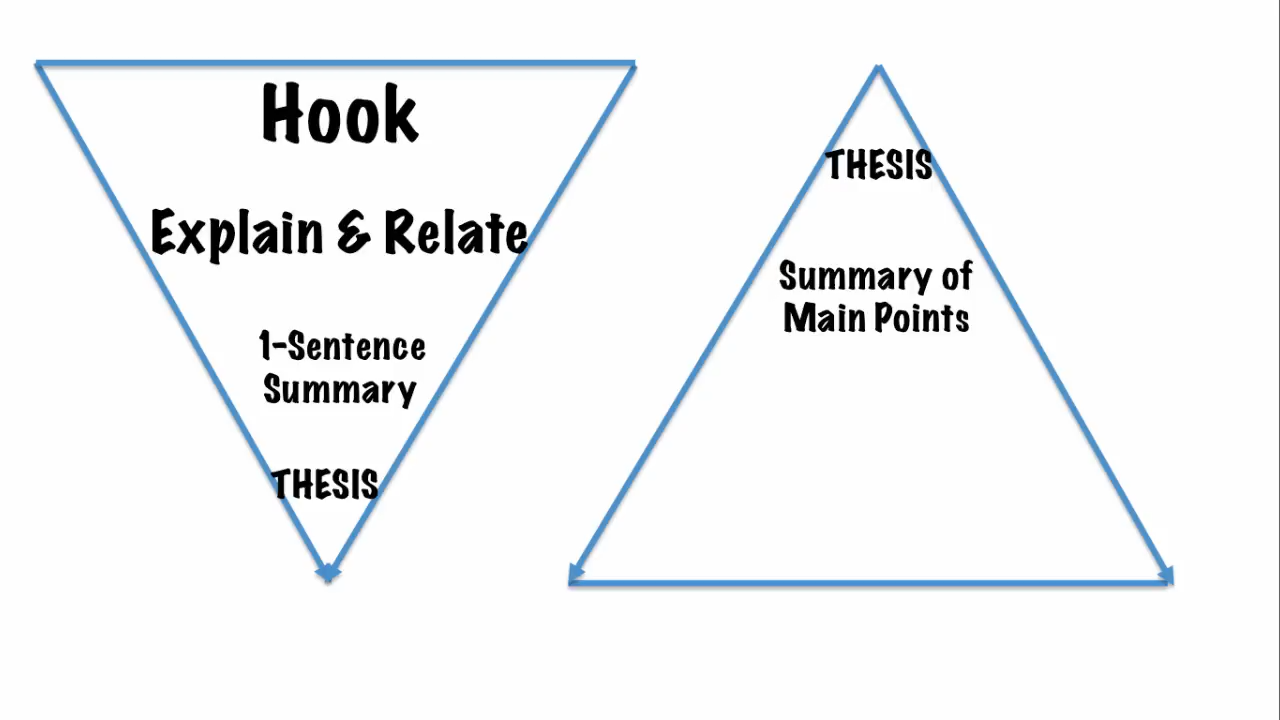 Hook
Explain & Relate
1-Sentence
Summary
THESIS
THESIS
Summary of
Main Points